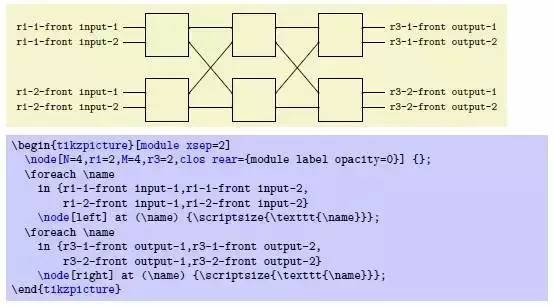 r1-1-front input-1
r1-1-front input-2
r3-1-front output-1
r3-1-front output-2
r1-2-front input-1
r1-2-front input-2
r3-2-front output-1
r3-2-front output-2
\begin{tikzpicture}[module xsep=2]
\node[N=4,r1=2,M=4,r3=2,clos rear={module label opacity=0}] {};
\foreach \name
in {r1-1-front input-1,r1-1-front input-2,
r1-2-front input-1,r1-2-front input-2}
\node[left] at (\name) {\scriptsize{\texttt{\name}}};
\foreach \name
in {r3-1-front output-1,r3-1-front output-2,
r3-2-front output-1,r3-2-front output-2}
\node[right] at (\name) {\scriptsize{\texttt{\name}}};
\end{tikzpicture}